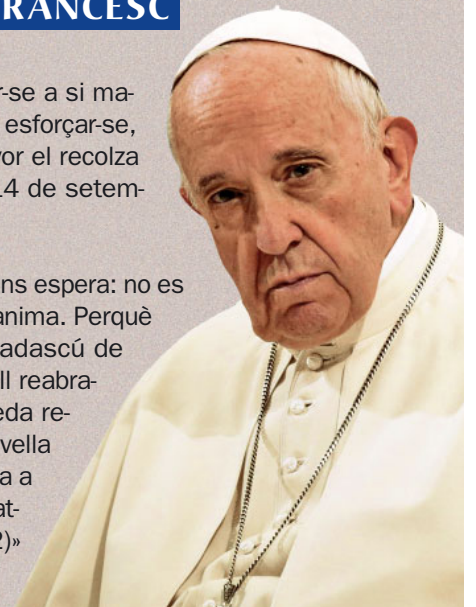 RANCESC
r-se a si ma-
esforçar-se,
vor el recolza
14 de setem-
ns espera: no es
anima. Perquè
adascú de
ll reabra-
eda re-
vella
a a
at-
2)»